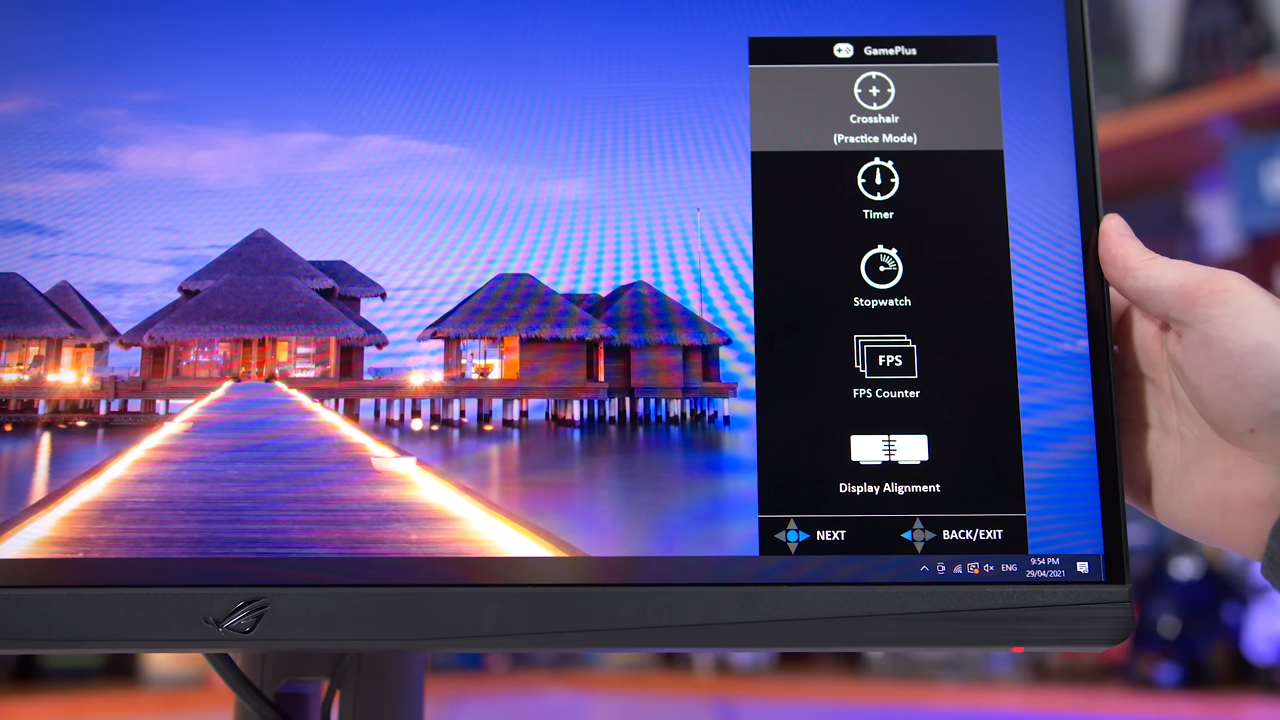 GamePlus
Crosshair
(Practice Mode)
Timer
Stopwatch
FPS
FPS Counter
Display Alignment
NEXT
BACK/EXIT
ENG
9:54 PM
29/04/2021